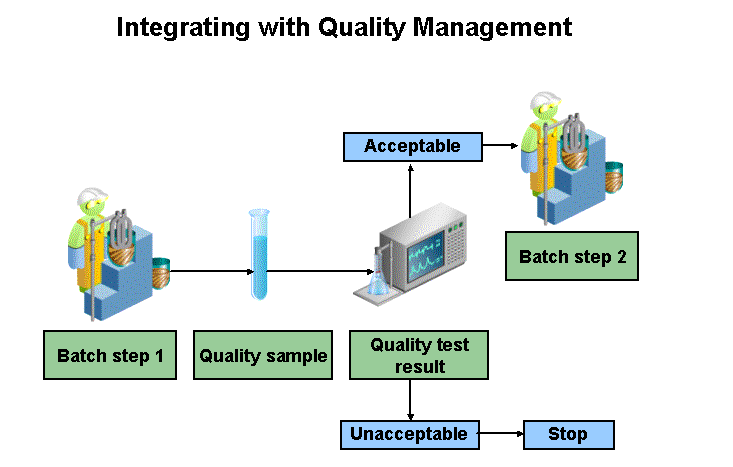 Integrating with Quality Management
Acceptable
Batch step 2
Batch step 1
Quality sample
Quality test
result
Unacceptable
Stop